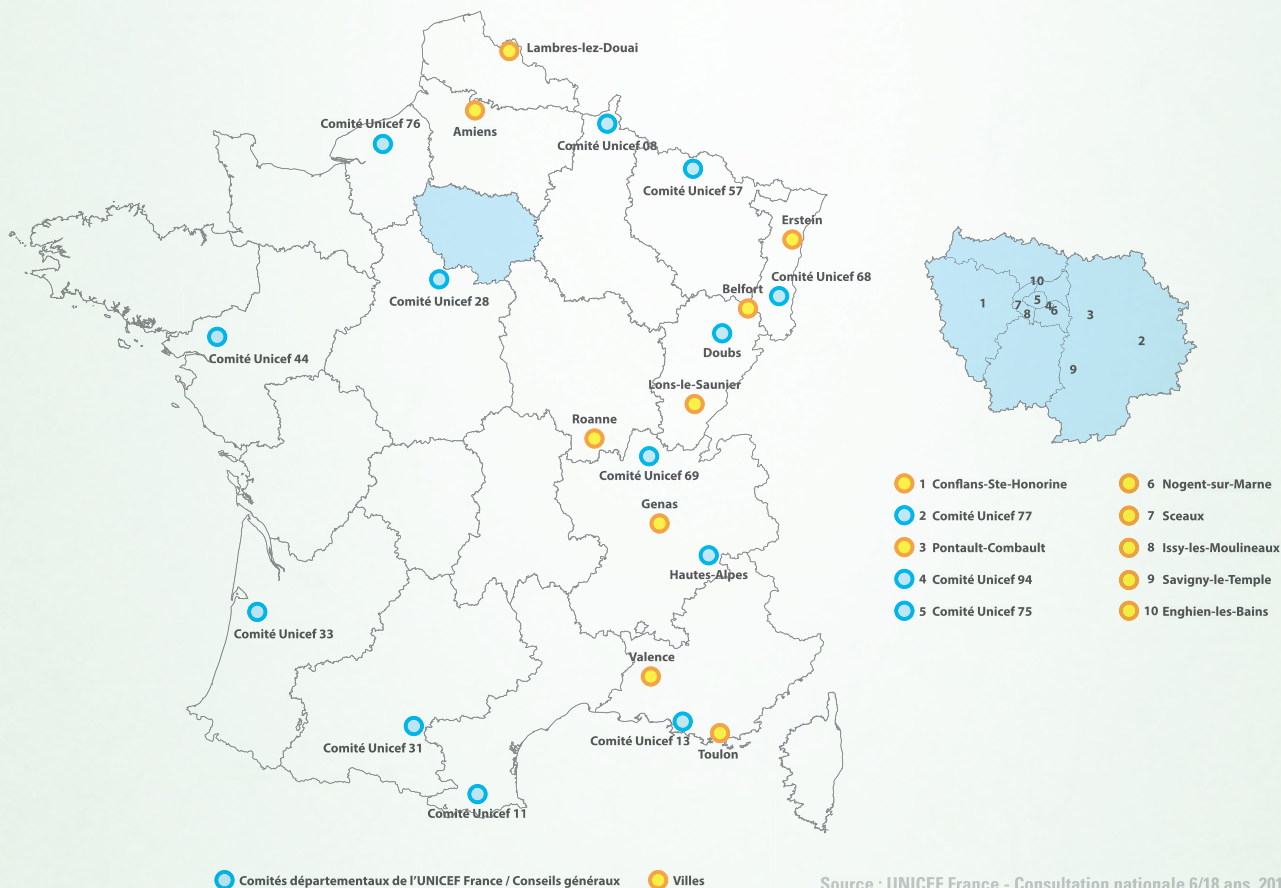 Lambres-lez-Douai
Comité Unicef 76
Amiens
Comité Unicef 08
Comité Unicef 57
Erstein
Comité Unicef 68
Belfort
Comité Unicef 28
Doubs
Comité Unicef 44
Lons-le-Saunier
Roanne
Comité Unicef 69
Genas
Hautes-Alpes
Comité Unicef 33
Valence
Comité Unicef 13
Toulon
Comité Unicef 31
Comité Unicef 11
10
1
7
5
4
6
8
3
2
9
1 Conflans-Ste-Honorine
2 Comité Unicef 77
3 Pontault-Combault
4 Comité Unicef 94
5 Comité Unicef 75
6 Nogent-sur-Marne
7 Sceaux
8 Issy-les-Moulineaux
9 Savigny-le-Temple
10 Enghien-les-Bains
Comités départementaux de l'UNICEF France / Conseils généraux
Villes
Source : UNICEF France - Consultation nationale 6/18 ans,